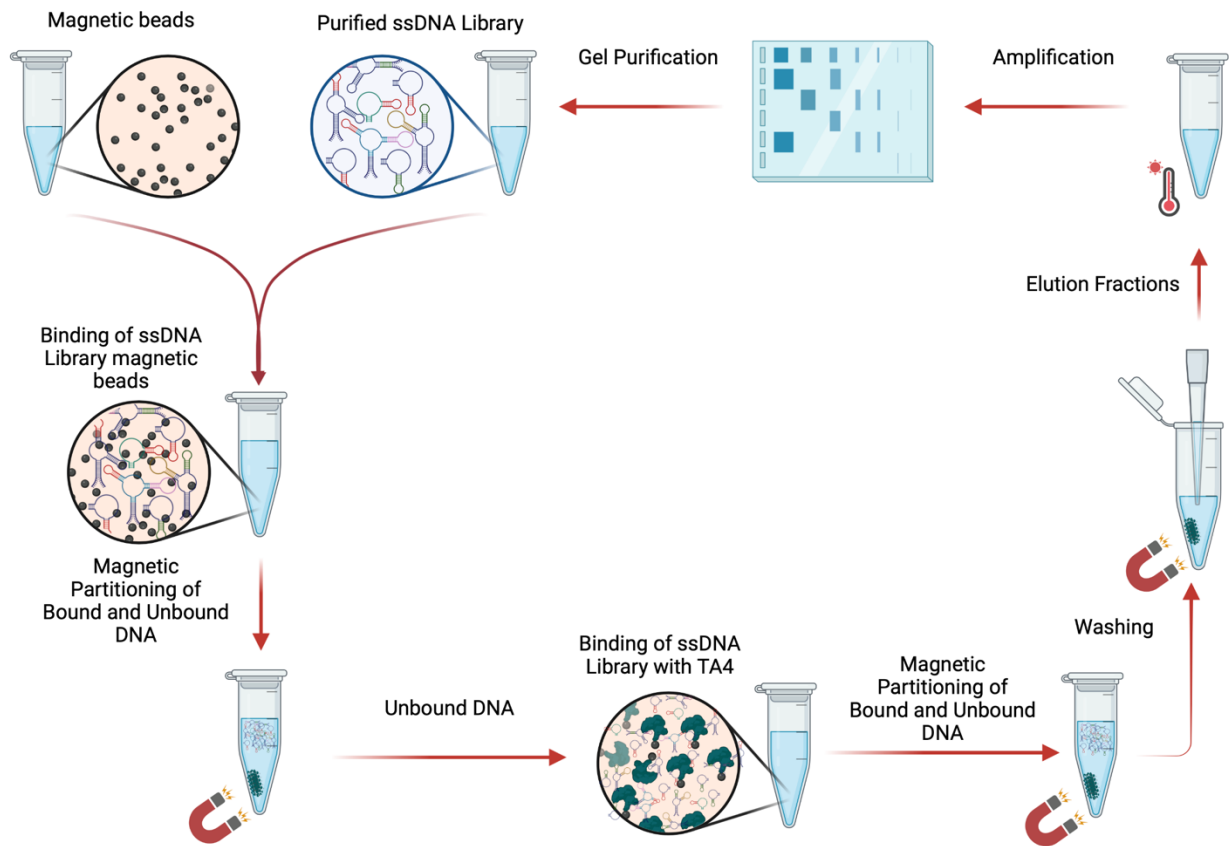 Magnetic beads
Purified ssDNA Library
Gel Purification
Amplification
Elution Fractions
Binding of ssDNA
Library magnetic
beads
Magnetic
Partitioning of
Bound and Unbound
DNA
Unbound DNA
Binding of ssDNA
Library with TA4
Magnetic
Partitioning of
Bound and Unbound
DNA
Washing